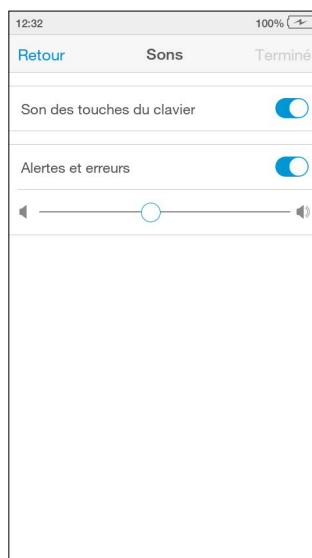 12:32 100%
Retour Sons Terminé
Son des touches du clavier
Alertes et erreurs